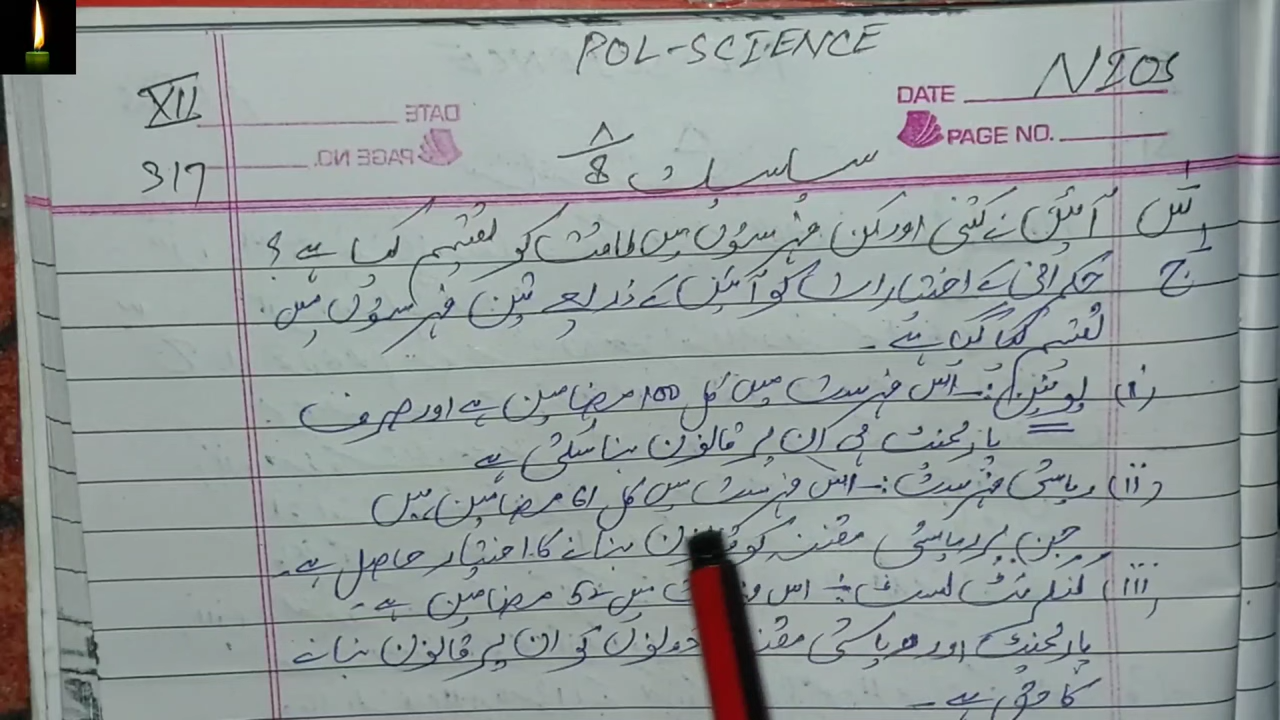 POL-SCIENCE
XII
NIOS
DATE
DATE
PAGE NO.
PAGE NO.
317
سیاسیات ۸/8
س۱ آئین نے کتنی اور کن فہرستوں میں طاقت کو تقسیم کیا ہے؟
ج۱ حکمرانی کے اختیارات کو آئین کے ذریعے تین فہرستوں میں
تقسیم کیا گیا ہے۔
(i) یونین :- اس فہرست میں کل 100 مضامین ہے اور صرف
پارلیمنٹ ہی ان پر قانون بنا سکتی ہے
(ii) ریاستی فہرست :- اس فہرست میں کل 61 مضامین ہیں
جن پر ریاستی مقننہ کو قانون بنانے کا اختیار حاصل ہے۔
(iii) کنکرنٹ لسٹ :- اس میں 52 مضامین ہے۔
پارلیمنٹ اور ریاستی مقننہ دونوں کو ان پر قانون بنانے
کا حق ہے۔